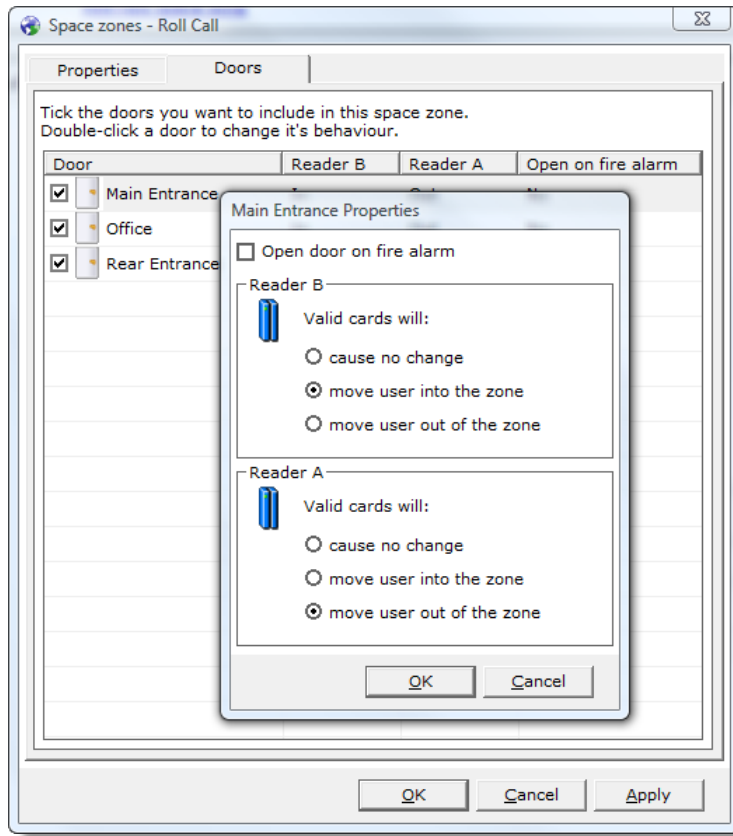 Space zones - Roll Call
Properties Doors
Tick the doors you want to include in this space zone.
Double-click a door to change it's behaviour.
Door Reader B Reader A Open on fire alarm
Main Entrance
Office
Rear Entrance
Main Entrance Properties
Open door on fire alarm
Reader B
Valid cards will:
cause no change
move user into the zone
move user out of the zone
Reader A
Valid cards will:
cause no change
move user into the zone
move user out of the zone
OK Cancel
OK Cancel Apply